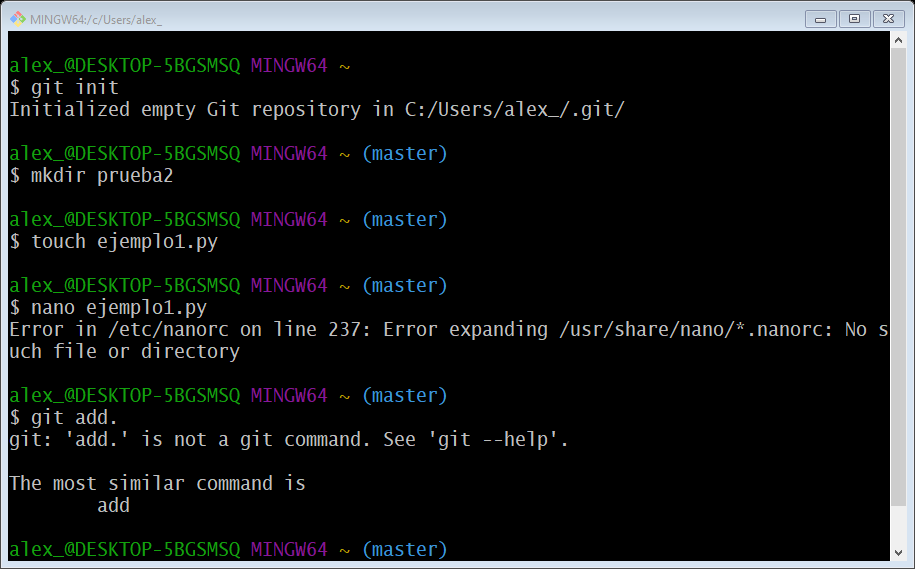 MINGW64:/c/Users/alex_
alex_@DESKTOP-5BGSMSQ MINGW64 ~
$ git init
Initialized empty Git repository in C:/Users/alex_/.git/
alex_@DESKTOP-5BGSMSQ MINGW64 ~ (master)
$ mkdir prueba2
alex_@DESKTOP-5BGSMSQ MINGW64 ~ (master)
$ touch ejemplo1.py
alex_@DESKTOP-5BGSMSQ MINGW64 ~ (master)
$ nano ejemplo1.py
Error in /etc/nanorc on line 237: Error expanding /usr/share/nano/*.nanorc: No s
uch file or directory
alex_@DESKTOP-5BGSMSQ MINGW64 ~ (master)
$ git add.
git: 'add.' is not a git command. See 'git --help'.
The most similar command is
        add
alex_@DESKTOP-5BGSMSQ MINGW64 ~ (master)